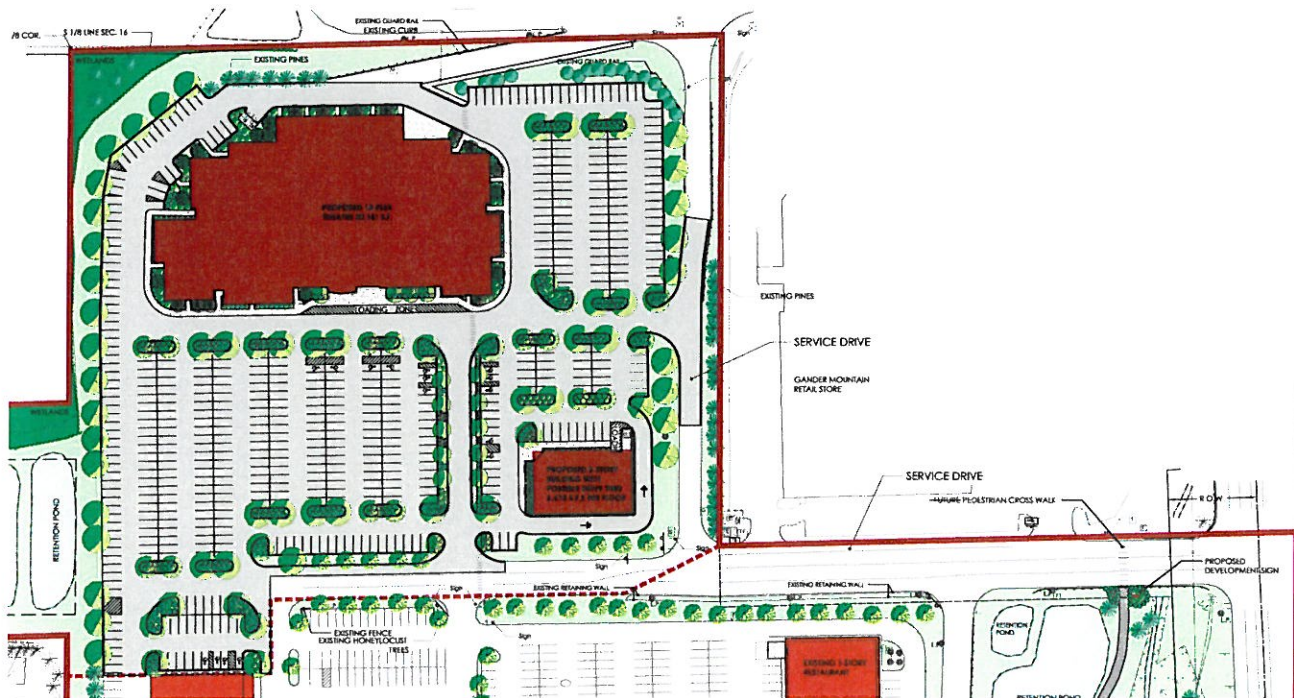 EXISTING GUARD RAIL
EXISTING CURB
/8 COR.
S 1/8 LINE SEC. 16
Sign
Sign
WETLANDS
EXISTING PINES
EXISTING GUARD RAIL
LOADING ZONE
EXISTING PINES
SERVICE DRIVE
GANDER MOUNTAIN
RETAIL STORE
WETLANDS
SERVICE DRIVE
FUTURE PEDESTRIAN CROSS WALK
R O W
RETENTION POND
Sign
Sign
PROPOSED
DEVELOPMENT SIGN
Sign
EXISTING RETAINING WALL
EXISTING RETAINING WALL
EXISTING FENCE
EXISTING HONEYLOCUST
TREES
Sign
RETENTION
POND
EXISTING 1-STORY
RESTAURANT
RETENTION POND